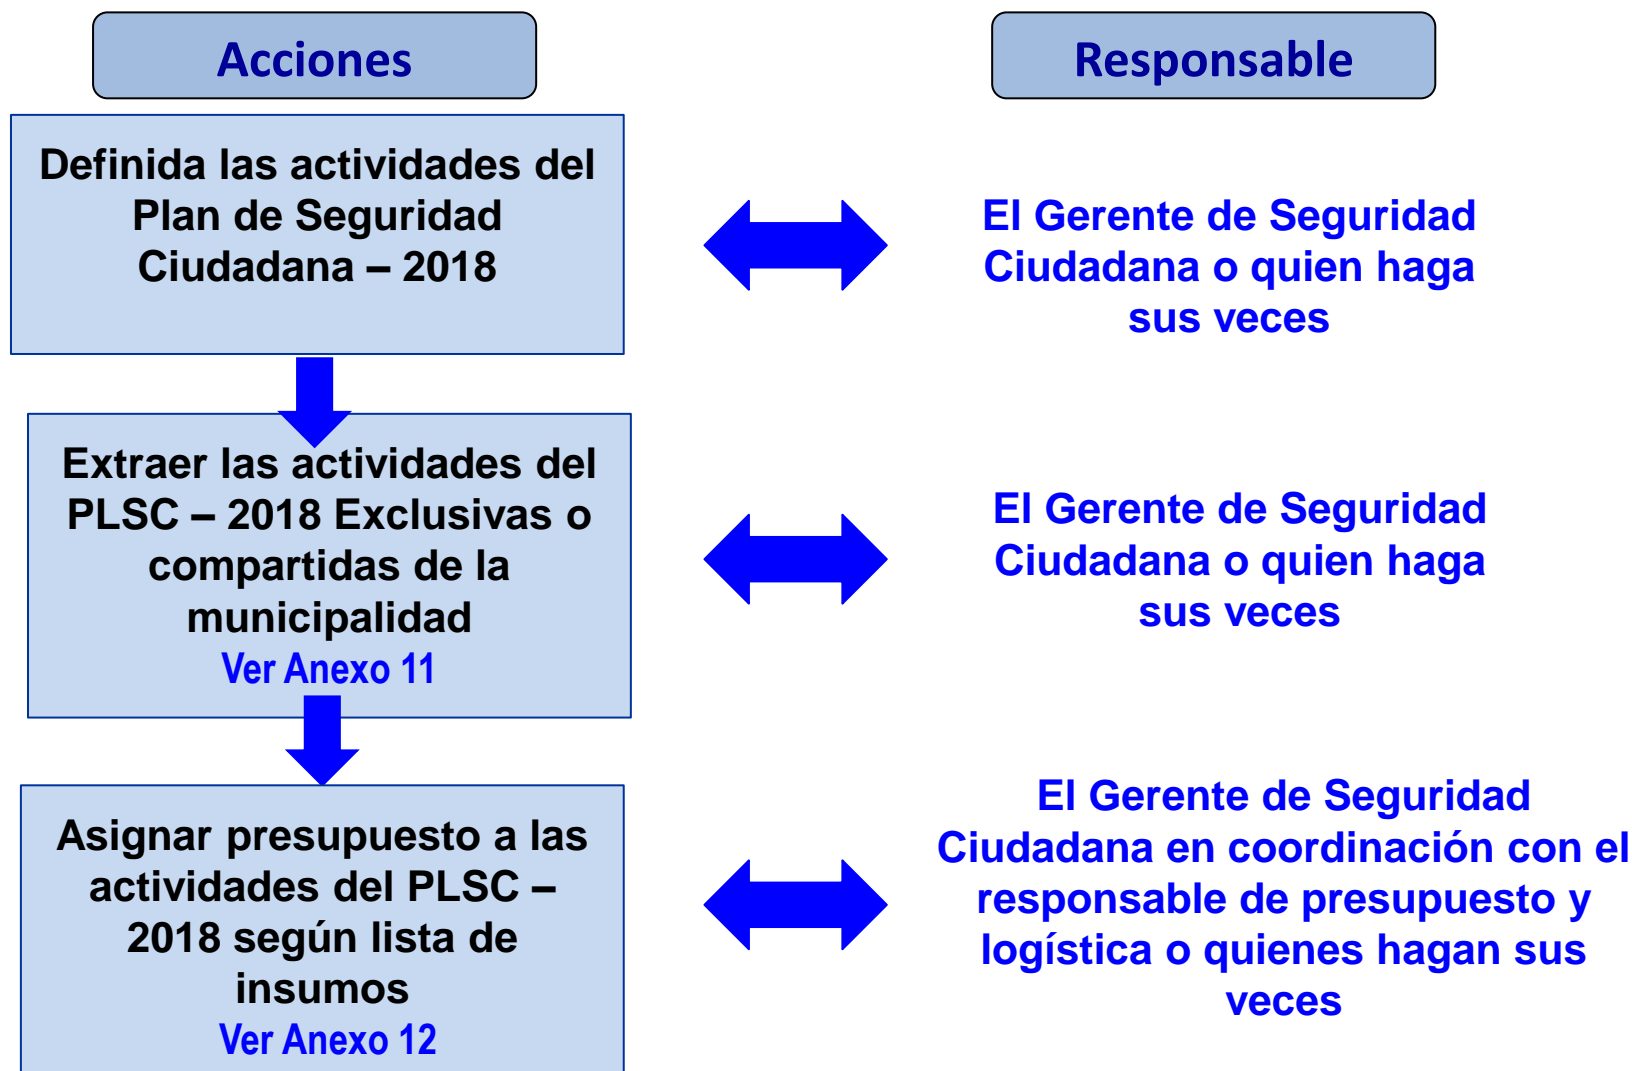 Acciones
Responsable
Definida las actividades del
Plan de Seguridad
Ciudadana – 2018
El Gerente de Seguridad
Ciudadana o quien haga
sus veces
Extraer las actividades del
PLSC – 2018 Exclusivas o
compartidas de la
municipalidad
Ver Anexo 11
El Gerente de Seguridad
Ciudadana o quien haga
sus veces
Asignar presupuesto a las
actividades del PLSC –
2018 según lista de
insumos
Ver Anexo 12
El Gerente de Seguridad
Ciudadana en coordinación con el
responsable de presupuesto y
logística o quienes hagan sus
veces